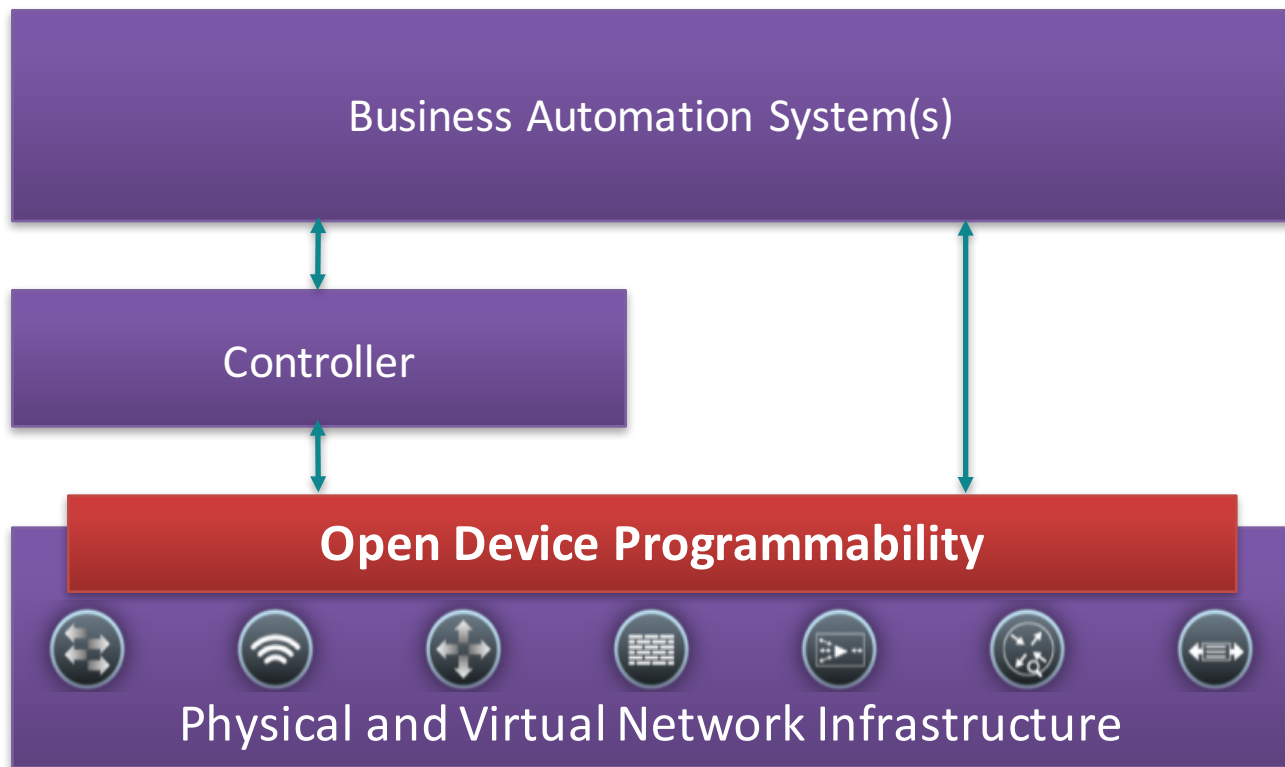 Business Automation System(s)
Controller
Open Device Programmability
Physical and Virtual Network Infrastructure